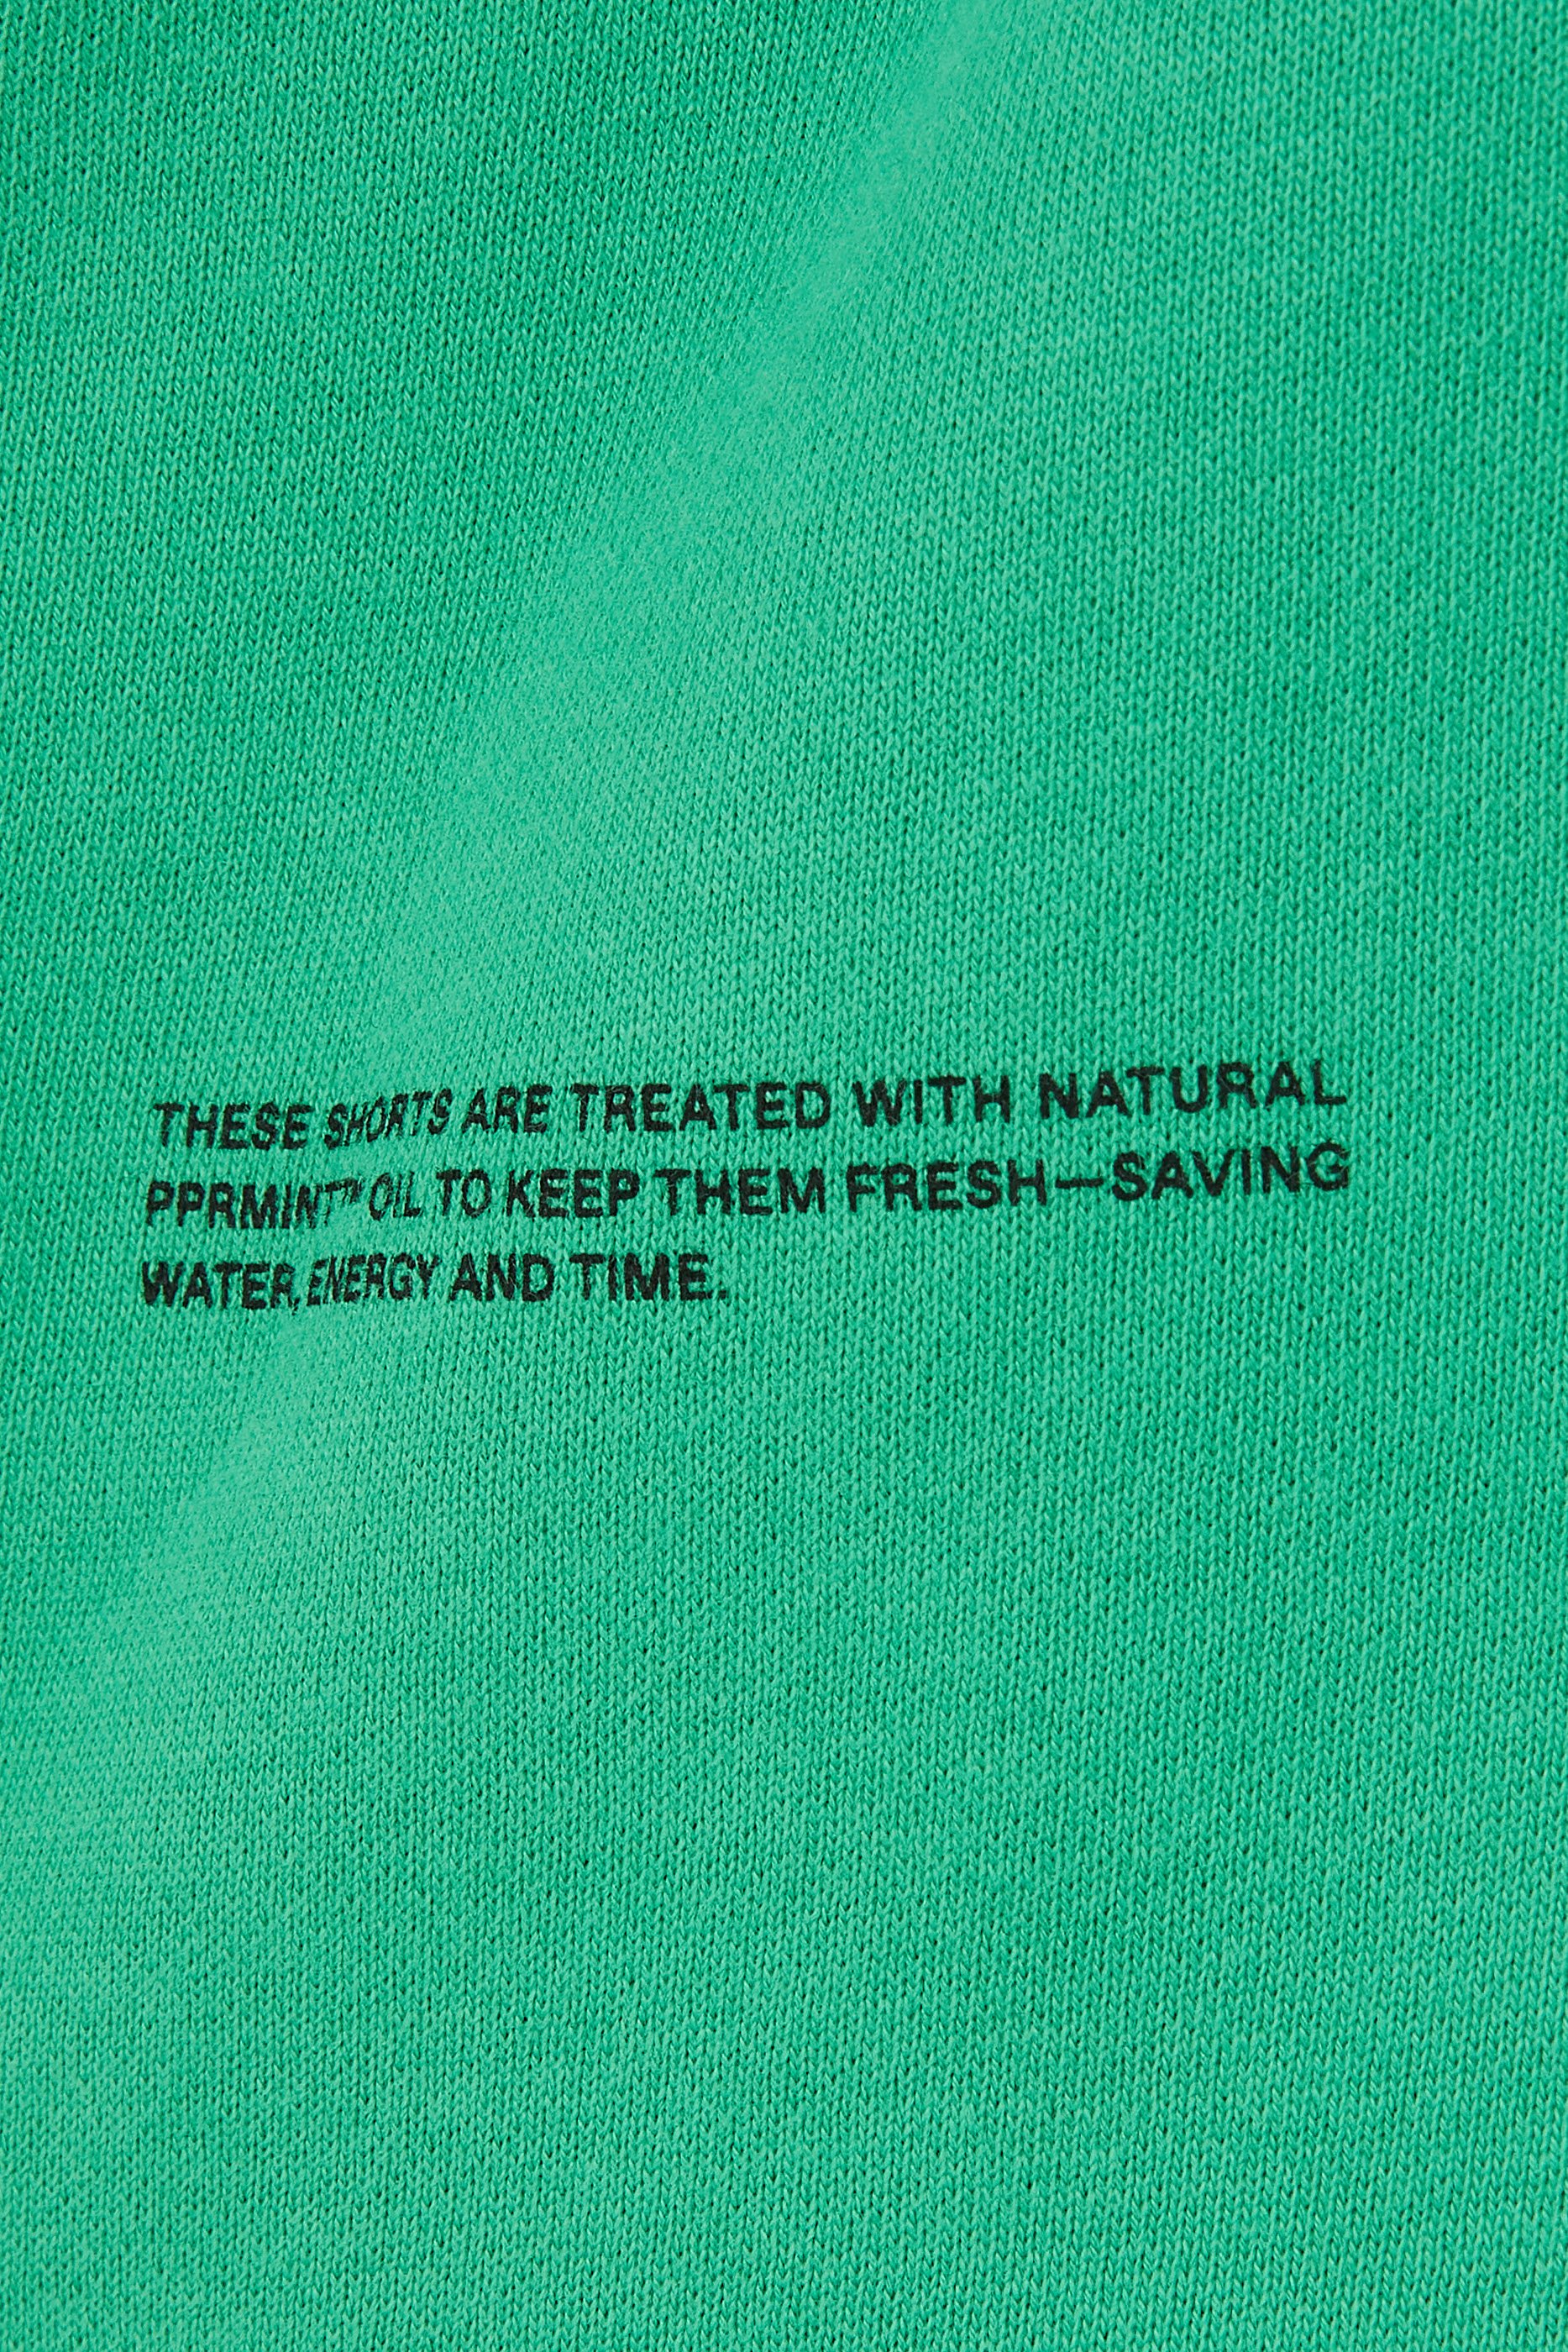 THESE SHORTS ARE TREATED WITH NATURAL
PPRMINT™ OIL TO KEEP THEM FRESH—SAVING
WATER, ENERGY AND TIME.